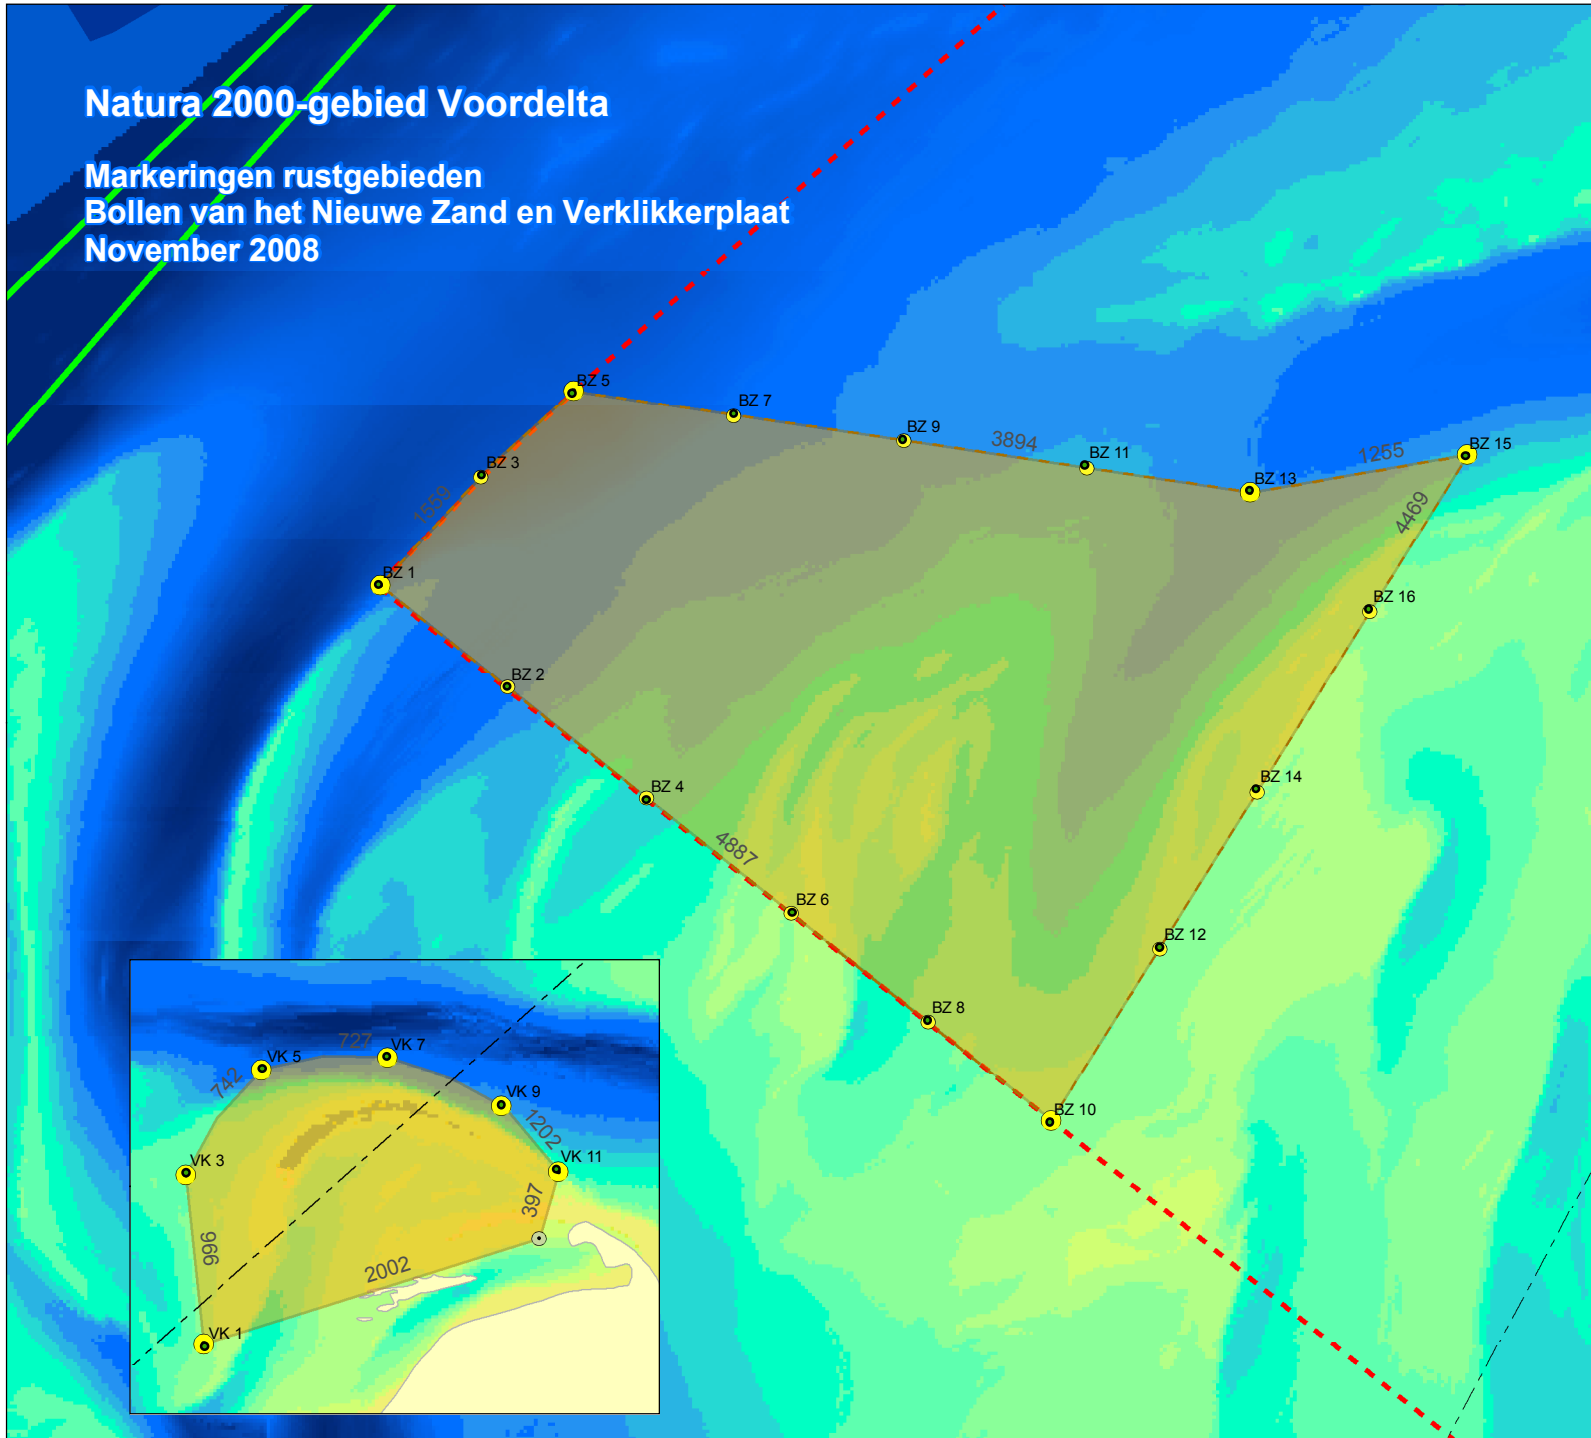 Natura 2000-gebied Voordelta
Markeringen rustgebieden
Bollen van het Nieuwe Zand en Verklikkerplaat
November 2008
BZ 5
BZ 7
BZ 9
3894
BZ 11
BZ 13
1255
BZ 15
BZ 3
1559
4469
BZ 1
BZ 16
BZ 2
BZ 4
BZ 14
4887
BZ 6
BZ 12
BZ 8
BZ 10
727
VK 7
VK 5
742
VK 9
1202
VK 3
VK 11
397
996
2002
VK 1